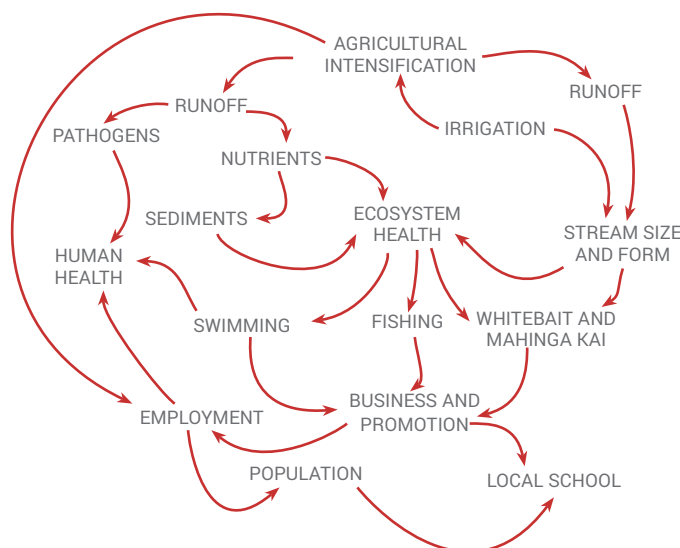 AGRICULTURAL
INTENSIFICATION
RUNOFF
RUNOFF
PATHOGENS
IRRIGATION
NUTRIENTS
SEDIMENTS
ECOSYSTEM
HEALTH
STREAM SIZE
AND FORM
HUMAN
HEALTH
SWIMMING
FISHING
WHITEBAIT AND
MAHINGA KAI
EMPLOYMENT
BUSINESS AND
PROMOTION
POPULATION
LOCAL SCHOOL